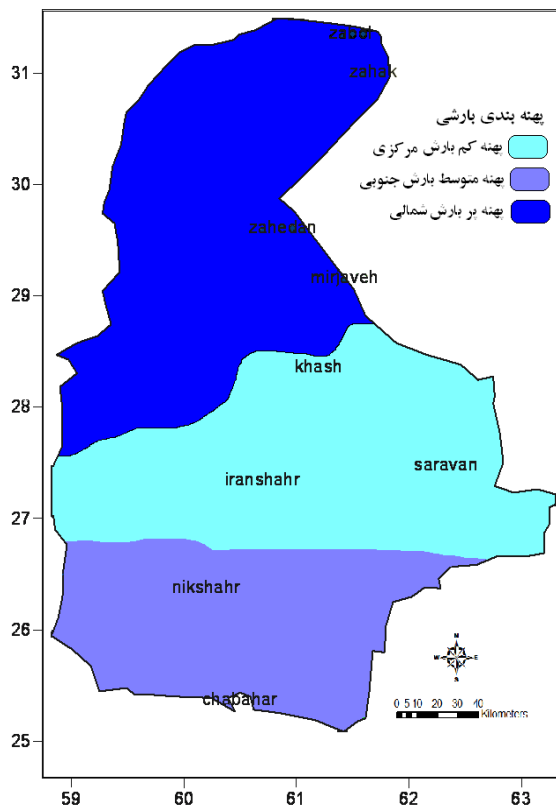 zabol
zahak
پهنه بندی بارشی
پهنه کم بارش مرکزی
پهنه متوسط بارش جنوبی
پهنه پر بارش شمالی
zahedan
mirjaveh
khash
saravan
iranshahr
nikshahr
chabahar
N
W E
S
0 5 10 20 30 40
Kilometers
31
30
29
28
27
26
25
59 60 61 62 63